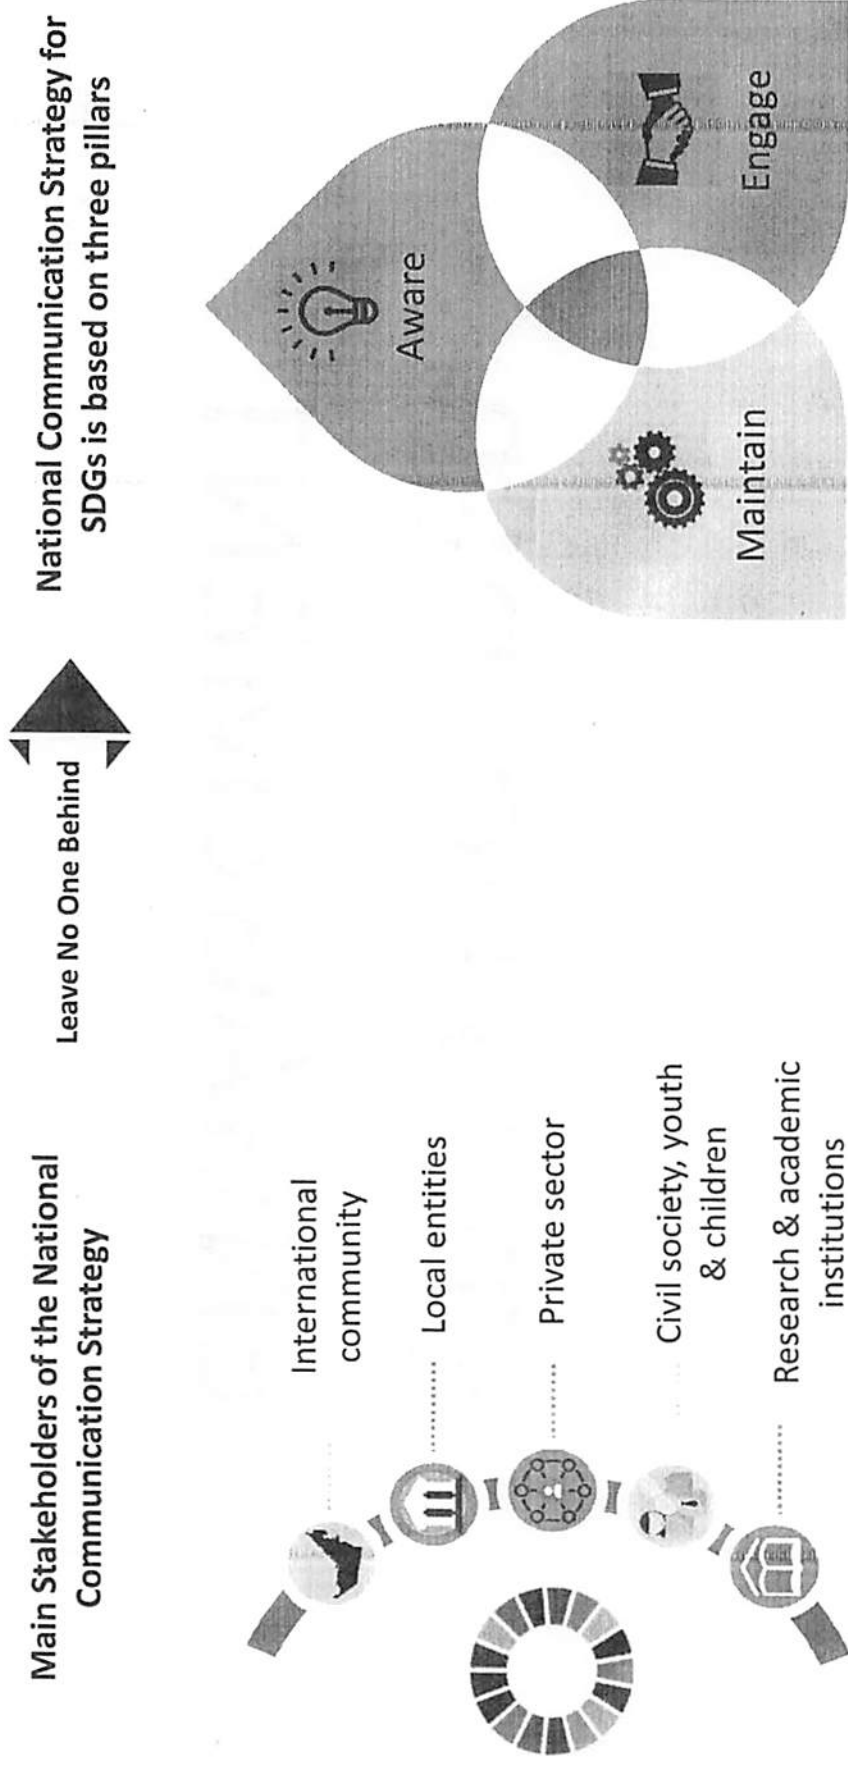 Main Stakeholders of the National
Communication Strategy
International
community
Local entities
Private sector
Civil society, youth
& children
Research & academic
institutions
Leave No One Behind
National Communication Strategy for
SDGs is based on three pillars
Aware
Maintain
Engage